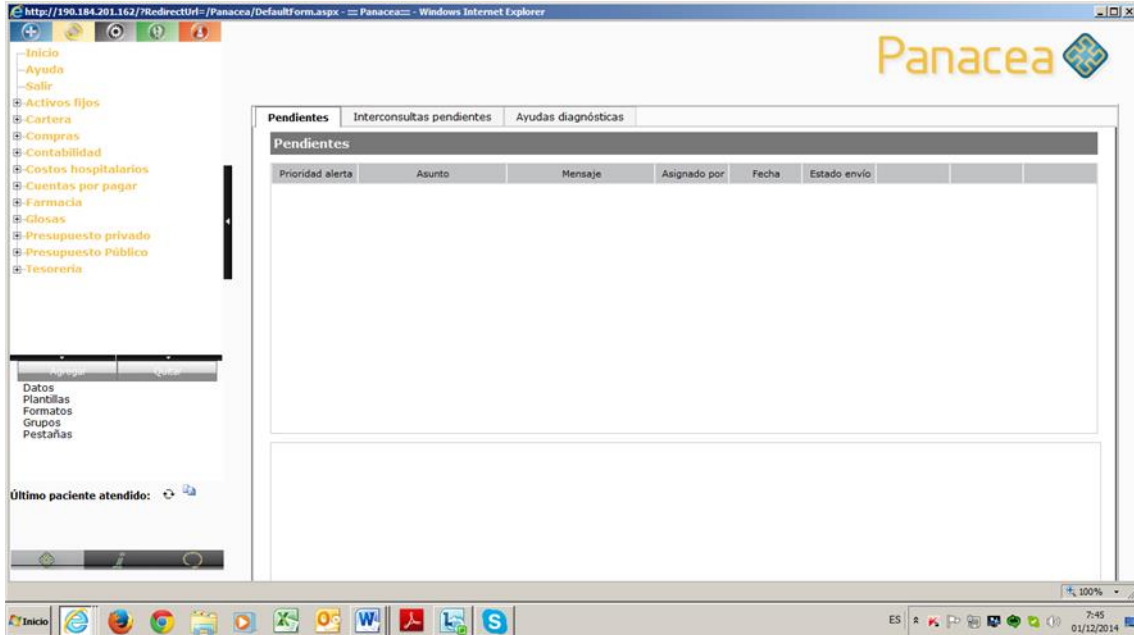 http://190.184.201.162/?RedirectUrl=/Panacea/DefaultForm.aspx - ::: Panacea:::: - Windows Internet Explorer
Inicio
Ayuda
Salir
Activos fijos
Cartera
Compras
Contabilidad
Costos hospitalarios
Cuentas por pagar
Farmacia
Glosas
Presupuesto privado
Presupuesto Público
Tesorería
Agregar Quitar
Datos
Plantillas
Formatos
Grupos
Pestañas
Último paciente atendido:
Panacea
Pendientes Interconsultas pendientes Ayudas diagnósticas
Pendientes
Prioridad alerta Asunto Mensaje Asignado por Fecha Estado envío
100%
Inicio
ES
7:45
01/12/2014